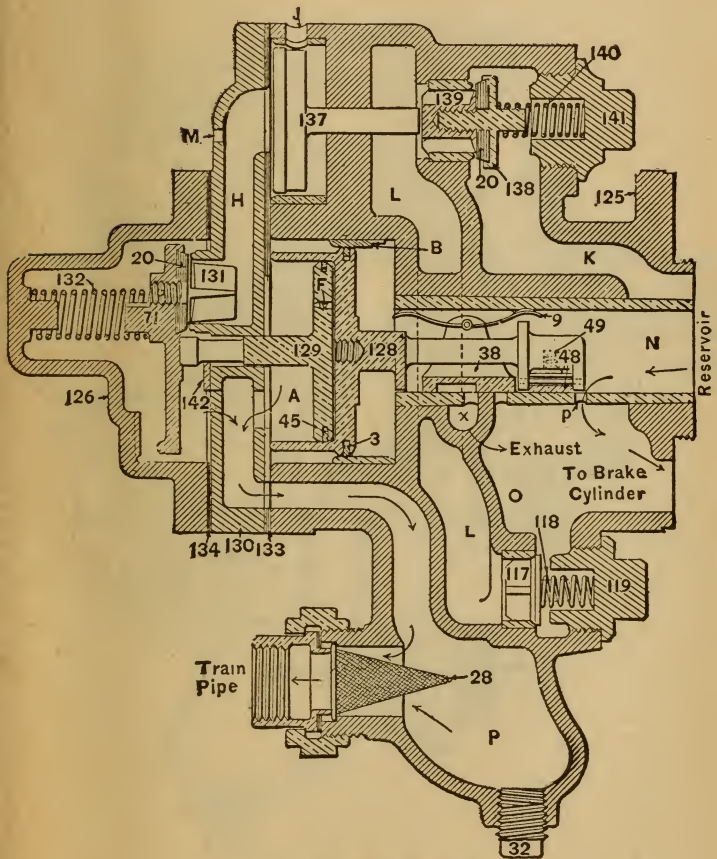 J
140
137
139
141
M
20
138
125
H
L
B
K
132
20
131
F
9
71
49
N
Reservoir
129
128
38
48
126
142
A
45
3
X
P
Exhaust
To Brake
Cylinder
O
L
118
134
130
133
117
119
Train
Pipe
28
P
32